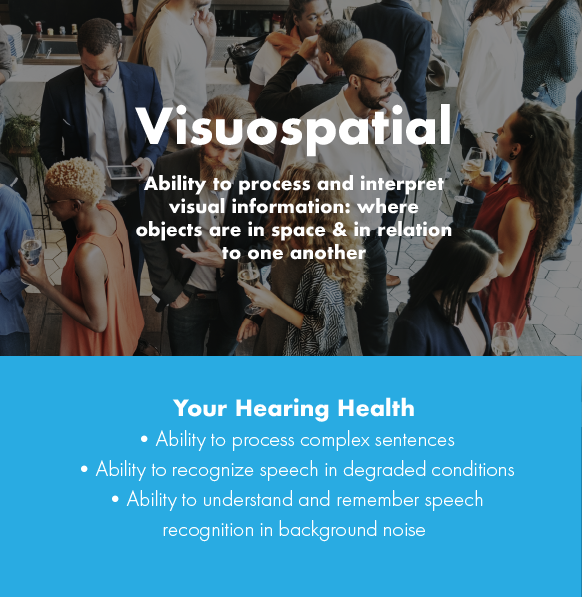 Visuospatial
Ability to process and interpret
visual information: where
objects are in space & in relation
to one another
Your Hearing Health
• Ability to process complex sentences
• Ability to recognize speech in degraded conditions
• Ability to understand and remember speech
recognition in background noise